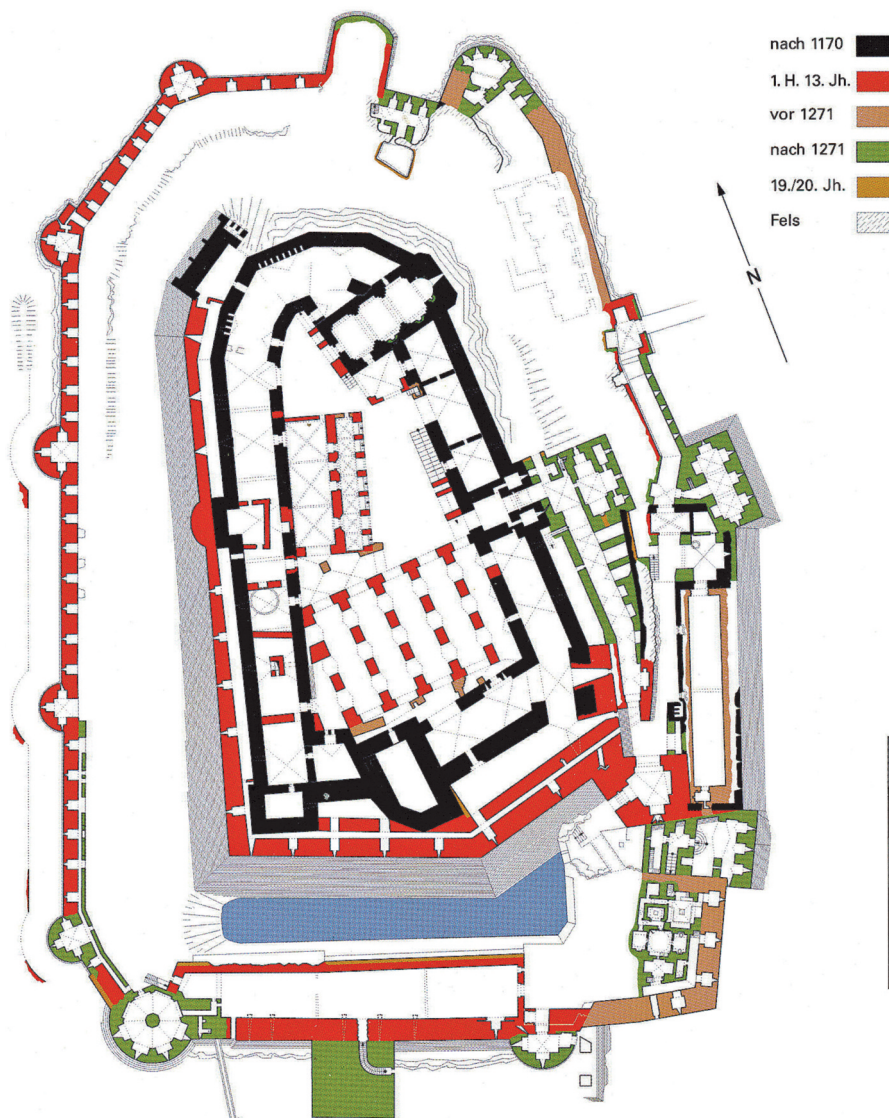 nach 1170
1. H. 13. Jh.
vor 1271
nach 1271
19./20. Jh.
Fels
N